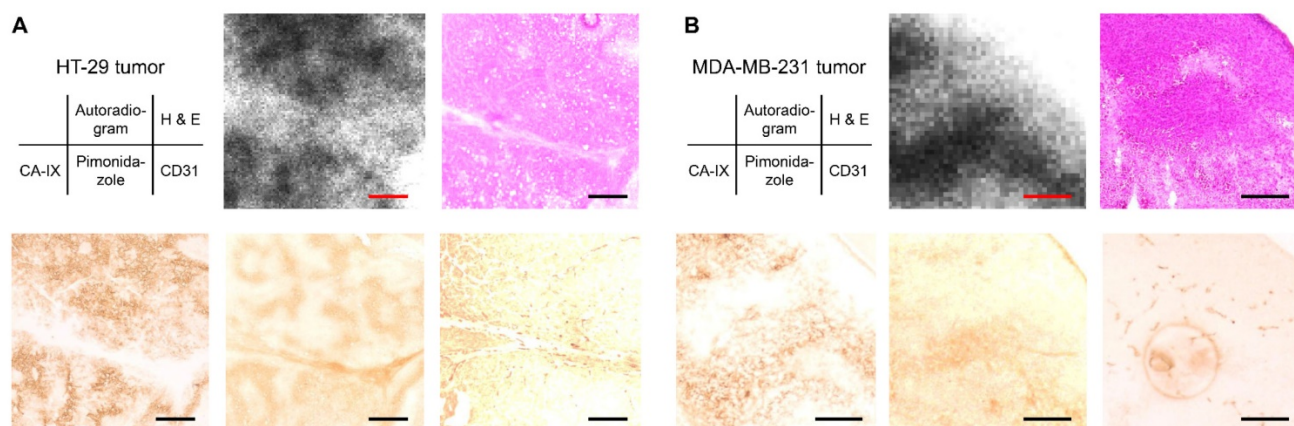 A
HT-29 tumor
Autoradio-
gram
H & E
CA-IX
Pimonida-
zole
CD31
B
MDA-MB-231 tumor
Autoradio-
gram
H & E
CA-IX
Pimonida-
zole
CD31